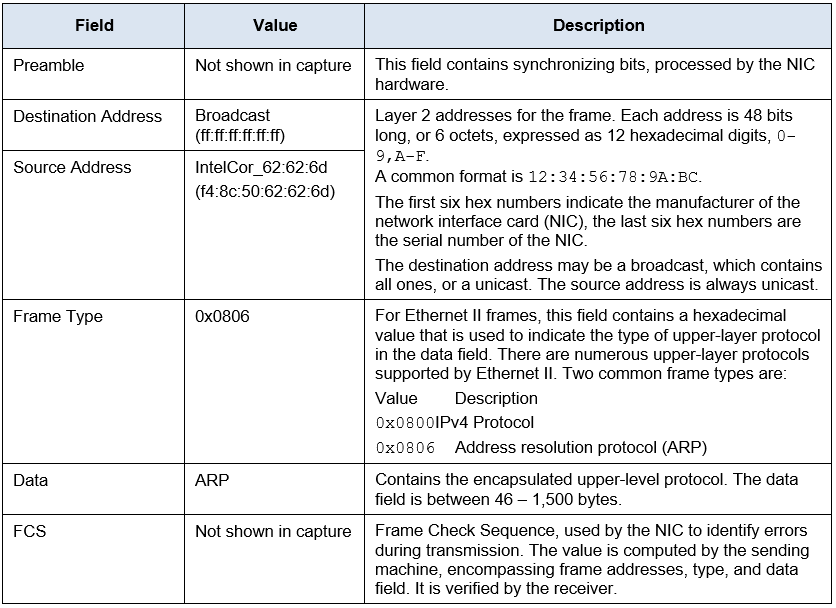 Field Value Description
Preamble Not shown in capture This field contains synchronizing bits, processed by the NIC
hardware.
Destination Address Broadcast
(ff:ff:ff:ff:ff:ff)
Source Address IntelCor_62:62:6d
(f4:8c:50:62:62:6d)
Layer 2 addresses for the frame. Each address is 48 bits
long, or 6 octets, expressed as 12 hexadecimal digits, 0-
9,A-F.
A common format is 12:34:56:78:9A:BC.
The first six hex numbers indicate the manufacturer of the
network interface card (NIC), the last six hex numbers are
the serial number of the NIC.
The destination address may be a broadcast, which contains
all ones, or a unicast. The source address is always unicast.
Frame Type 0x0806 For Ethernet II frames, this field contains a hexadecimal
value that is used to indicate the type of upper-layer protocol
in the data field. There are numerous upper-layer protocols
supported by Ethernet II. Two common frame types are:
Value Description
0x0800IPv4 Protocol
0x0806 Address resolution protocol (ARP)
Data ARP Contains the encapsulated upper-level protocol. The data
field is between 46 – 1,500 bytes.
FCS Not shown in capture Frame Check Sequence, used by the NIC to identify errors
during transmission. The value is computed by the sending
machine, encompassing frame addresses, type, and data
field. It is verified by the receiver.